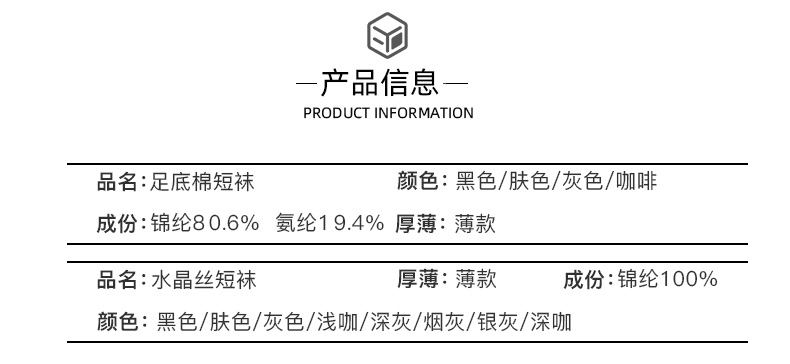 产品信息
PRODUCT INFORMATION
品名:足底棉短袜 颜色: 黑色/肤色/灰色/咖啡
成份:锦纶80.6% 氨纶19.4% 厚薄: 薄款
品名:水晶丝短袜 厚薄: 薄款 成份:锦纶100%
颜色: 黑色/肤色/灰色/浅咖/深灰/烟灰/银灰/深咖